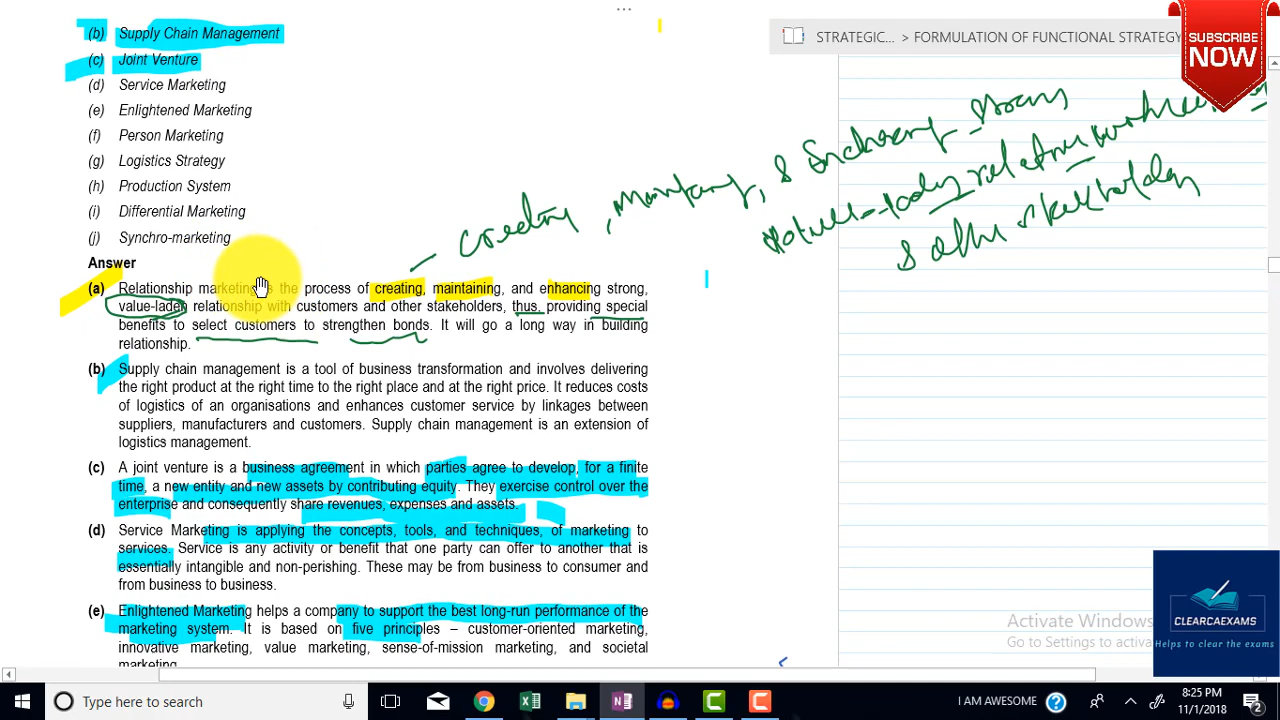 (b) Supply Chain Management
(c) Joint Venture
(d) Service Marketing
(e) Enlightened Marketing
(f) Person Marketing
(g) Logistics Strategy
(h) Production System
(i) Differential Marketing
(j) Synchro-marketing
Answer
(a) Relationship marketing is the process of creating, maintaining, and enhancing strong,
value-laden relationship with customers and other stakeholders, thus, providing special
benefits to select customers to strengthen bonds. It will go a long way in building
relationship.
(b) Supply chain management is a tool of business transformation and involves delivering
the right product at the right time to the right place and at the right price. It reduces costs
of logistics of an organisations and enhances customer service by linkages between
suppliers, manufacturers and customers. Supply chain management is an extension of
logistics management.
(c) A joint venture is a business agreement in which parties agree to develop, for a finite
time, a new entity and new assets by contributing equity. They exercise control over the
enterprise and consequently share revenues, expenses and assets.
(d) Service Marketing is applying the concepts, tools, and techniques, of marketing to
services. Service is any activity or benefit that one party can offer to another that is
essentially intangible and non-perishing. These may be from business to consumer and
from business to business.
(e) Enlightened Marketing helps a company to support the best long-run performance of the
marketing system. It is based on five principles – customer-oriented marketing,
innovative marketing, value marketing, sense-of-mission marketing, and societal
marketing.
STRATEGIC... > FORMULATION OF FUNCTIONAL STRATEGY
SUBSCRIBE
NOW
creating,
&
& other stakeholders
Activate Windows
Go to Settings to activa
CLEARCAEXAMS
Helps to clear the exams
Type here to search
I AM AWESOME
8:25 PM
11/1/2018
2